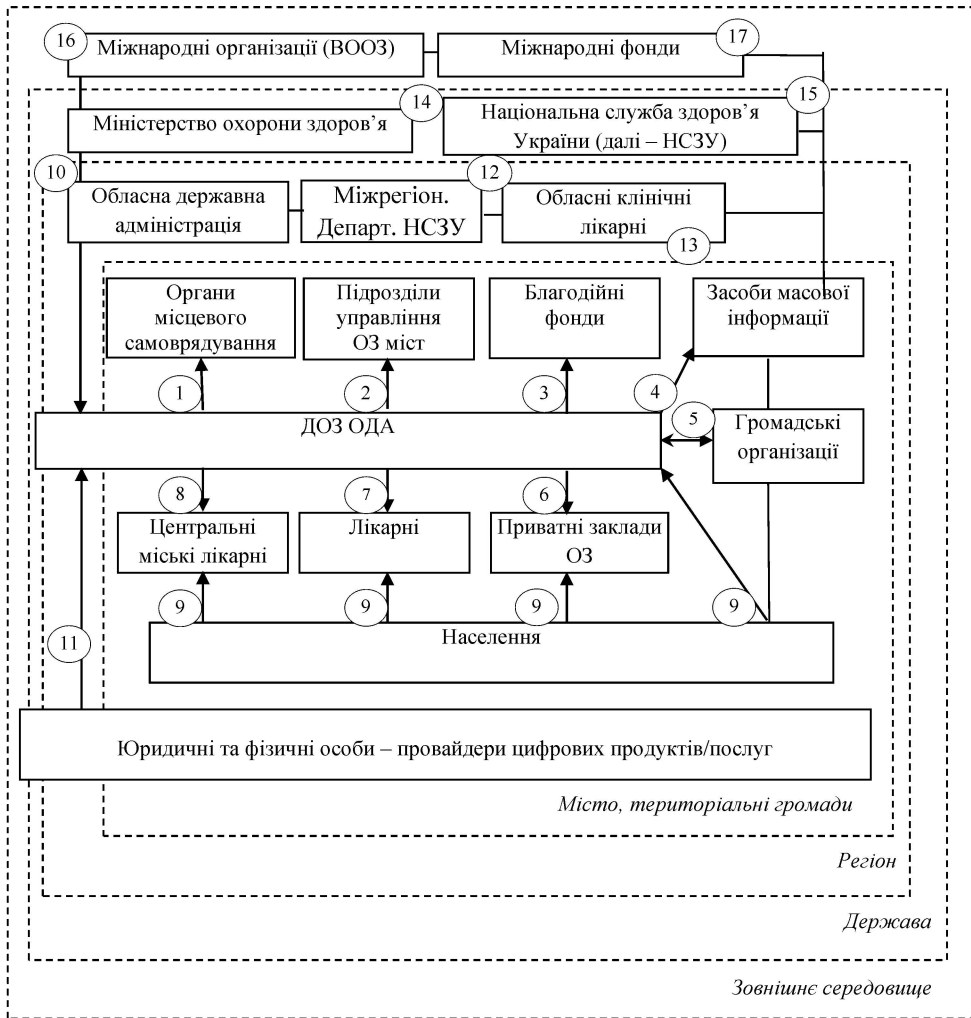 16
Міжнародні організації (ВООЗ)
Міжнародні фонди
17
Міністерство охорони здоров’я
14
Національна служба здоров’я
України (далі – НСЗУ)
15
10
Обласна державна
адміністрація
Міжрегіон.
Департ. НСЗУ
12
Обласні клінічні
лікарні
13
Органи
місцевого
самоврядування
Підрозділи
управління
ОЗ міст
Благодійні
фонди
Засоби масової
інформації
1
2
3
4
ДОЗ ОДА
5
Громадські
організації
8
7
6
Центральні
міські лікарні
Лікарні
Приватні заклади
ОЗ
9
9
9
9
Населення
11
Юридичні та фізичні особи – провайдери цифрових продуктів/послуг
Місто, територіальні громади
Регіон
Держава
Зовнішнє середовище